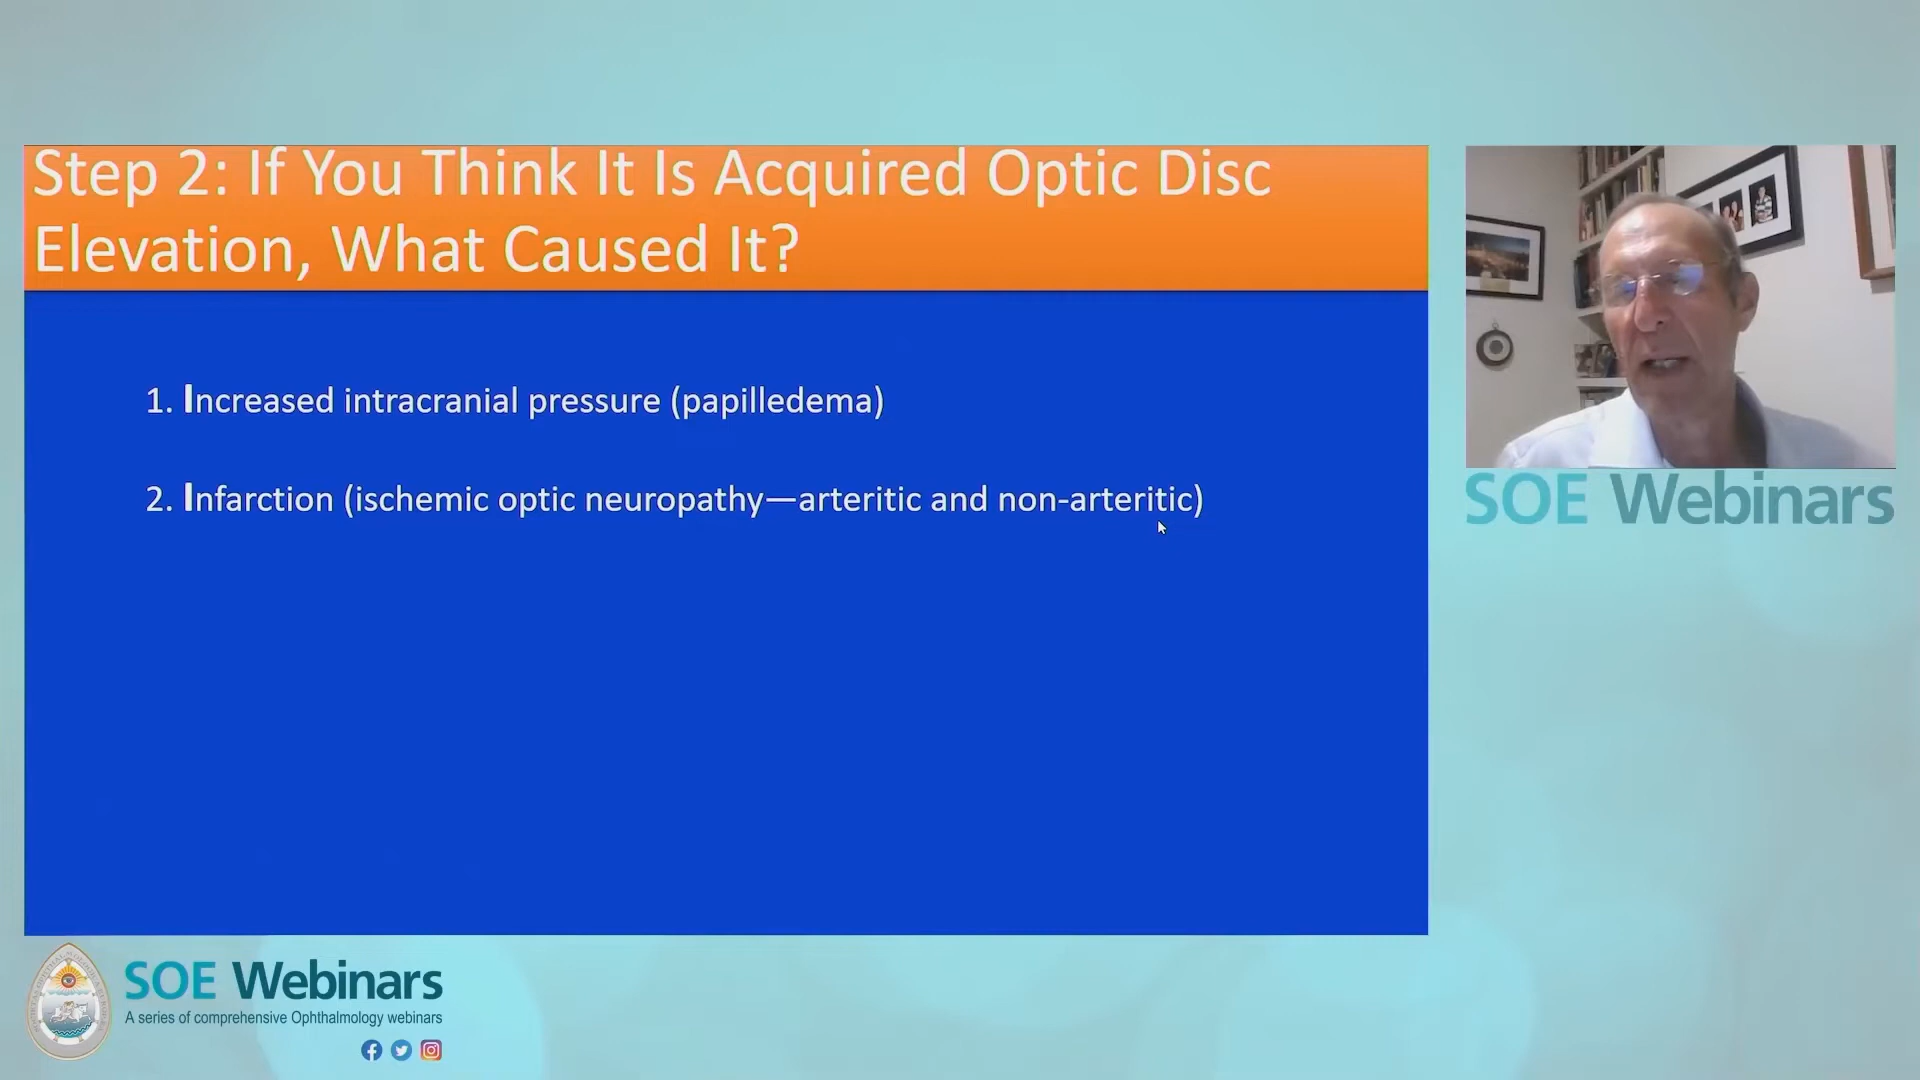 Step 2: If You Think It Is Acquired Optic Disc
Elevation, What Caused It?
1. Increased intracranial pressure (papilledema)
2. Infarction (ischemic optic neuropathy—arteritic and non-arteritic)
SOE Webinars
SOE Webinars
A series of comprehensive Ophthalmology webinars